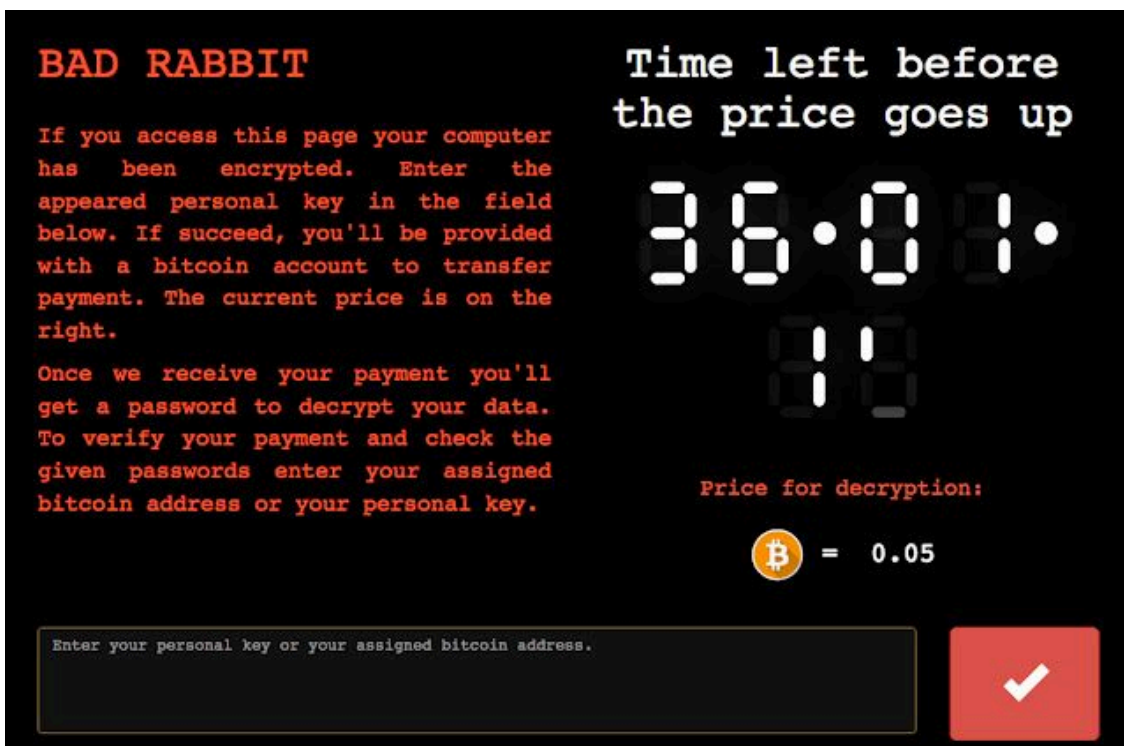 BAD RABBIT
If you access this page your computer
has been encrypted. Enter the
appeared personal key in the field
below. If succeed, you'll be provided
with a bitcoin account to transfer
payment. The current price is on the
right.
Once we receive your payment you'll
get a password to decrypt your data.
To verify your payment and check the
given passwords enter your assigned
bitcoin address or your personal key.
Time left before
the price goes up
36.01.
1
Price for decryption:
= 0.05
Enter your personal key or your assigned bitcoin address.